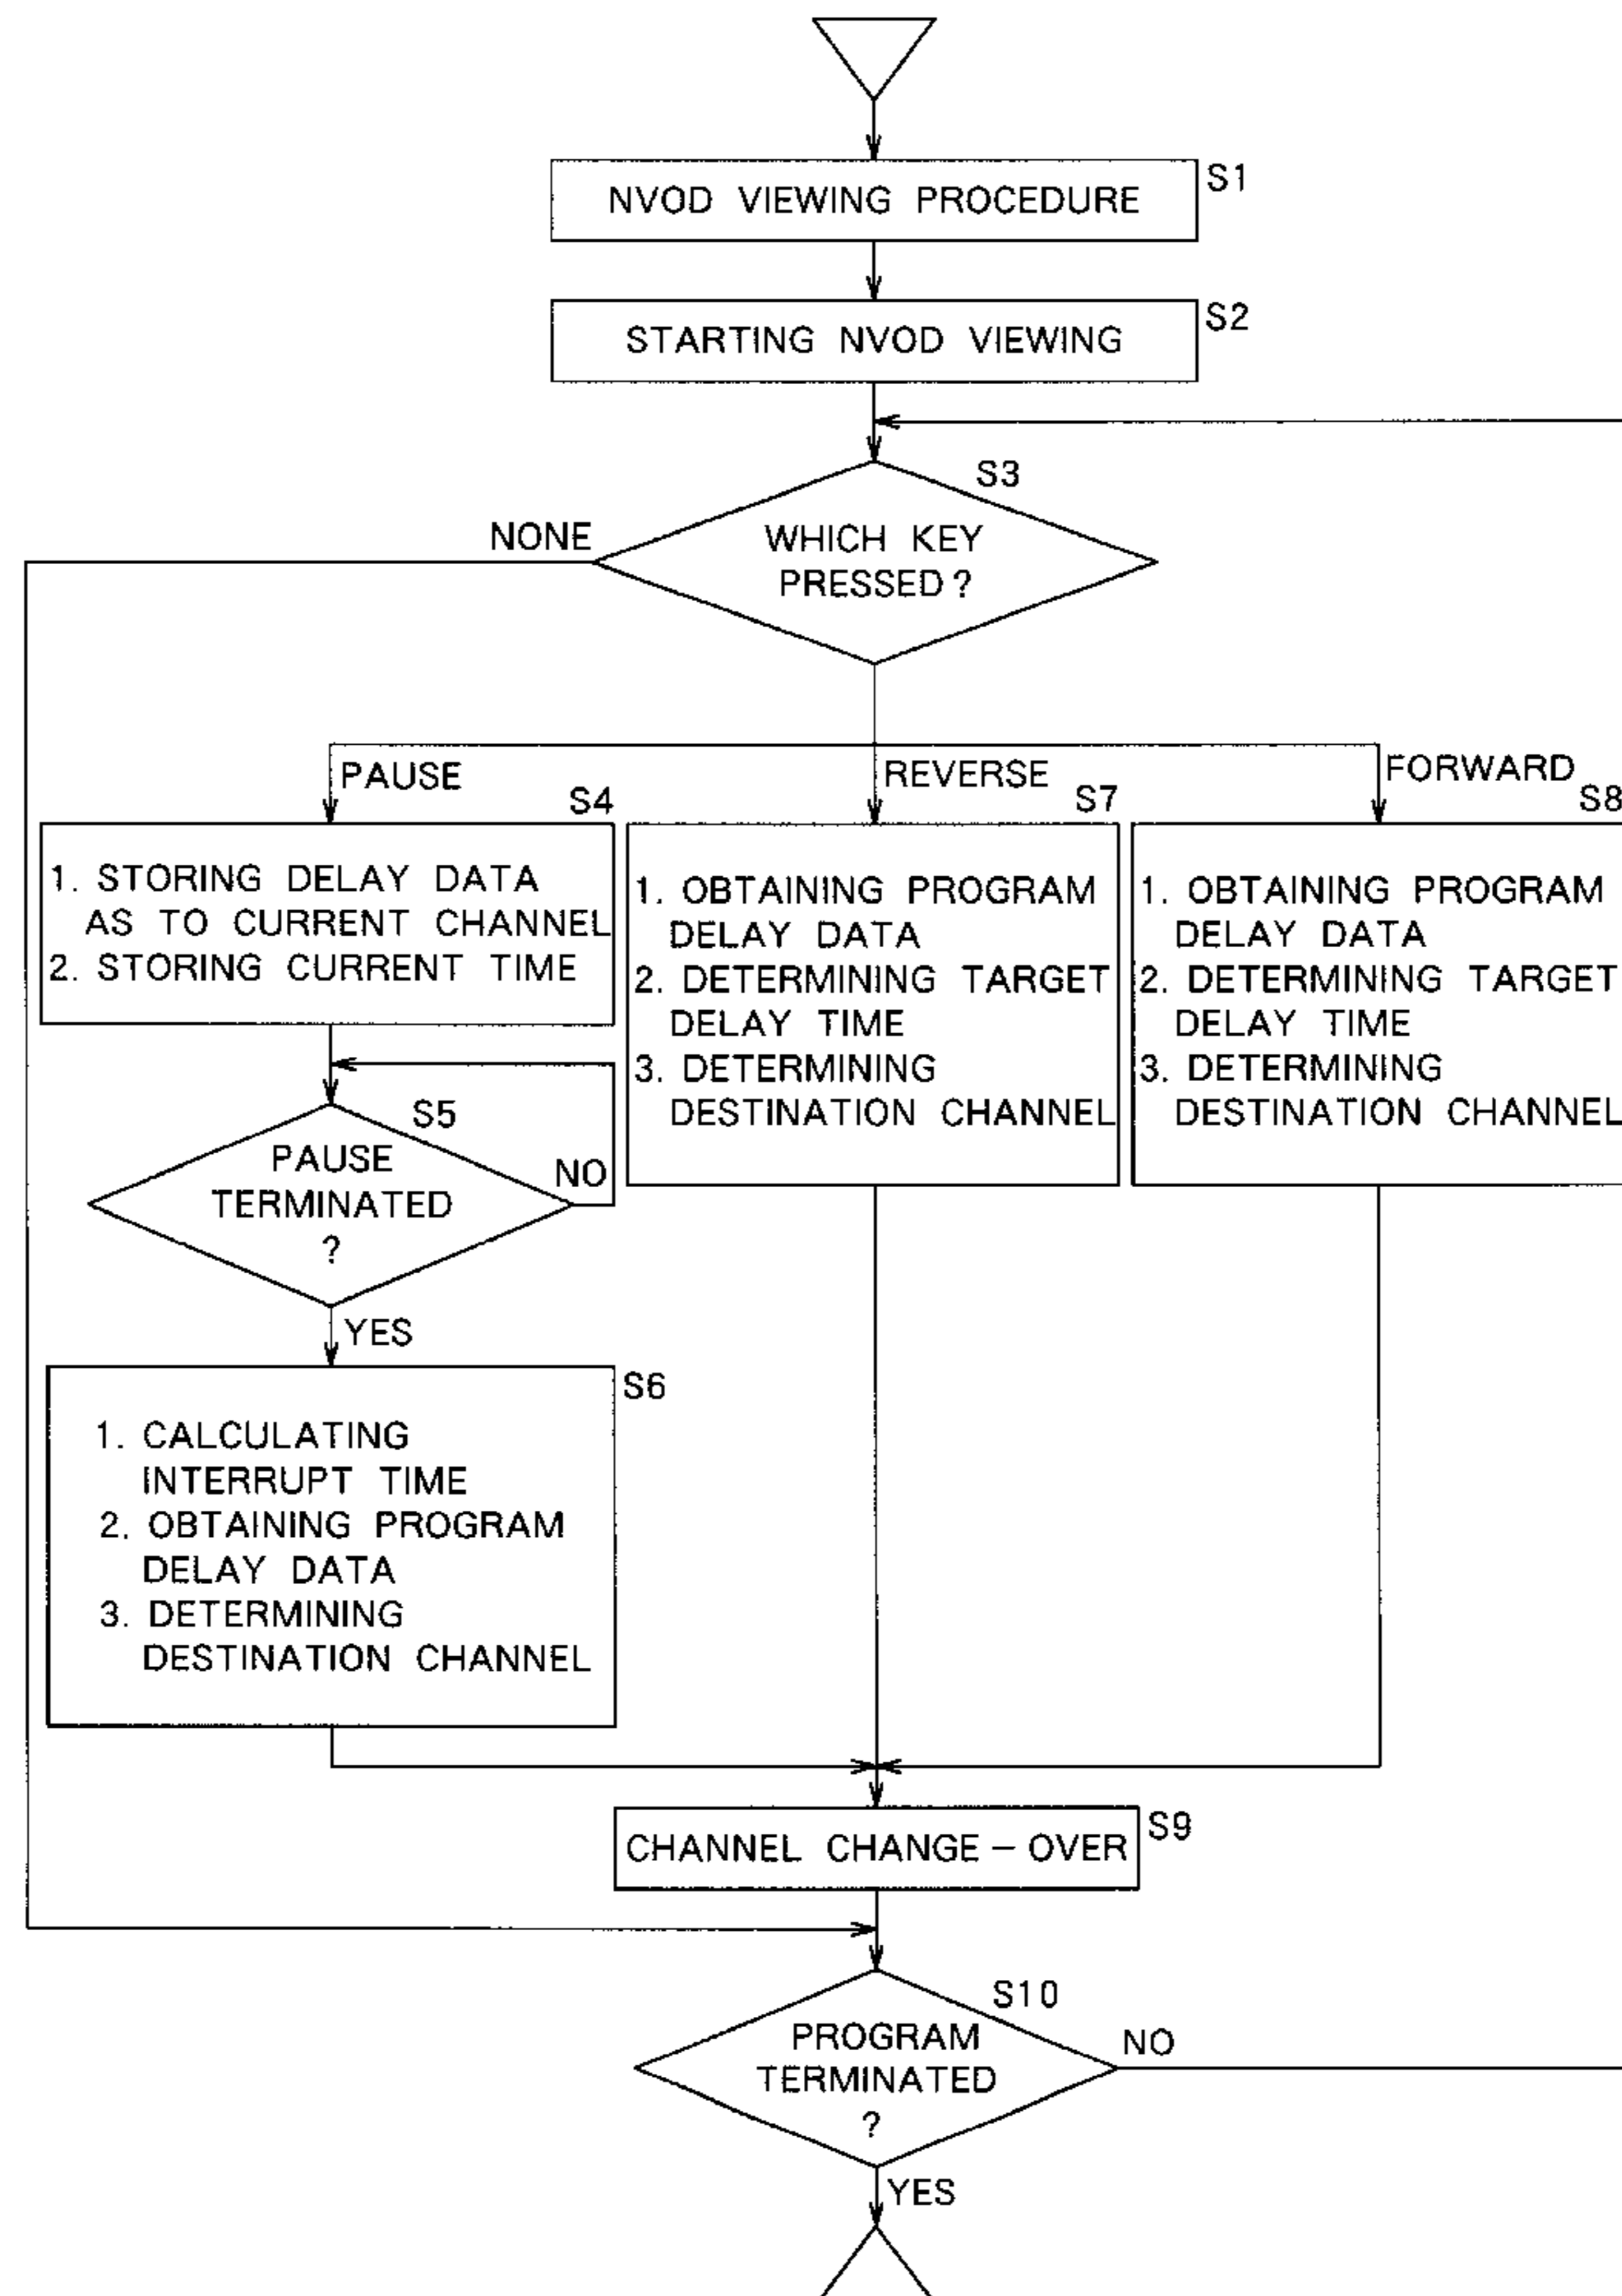 NVOD VIEWING PROCEDURE
S1
STARTING NVOD VIEWING
S2
S3
NONE
WHICH KEY
PRESSED?
PAUSE
REVERSE
FORWARD
S4
1. STORING DELAY DATA
AS TO CURRENT CHANNEL
2. STORING CURRENT TIME
S7
1. OBTAINING PROGRAM
DELAY DATA
2. DETERMINING TARGET
DELAY TIME
3. DETERMINING
DESTINATION CHANNEL
S8
1. OBTAINING PROGRAM
DELAY DATA
2. DETERMINING TARGET
DELAY TIME
3. DETERMINING
DESTINATION CHANNEL
S5
PAUSE
TERMINATED
?
NO
YES
S6
1. CALCULATING
INTERRUPT TIME
2. OBTAINING PROGRAM
DELAY DATA
3. DETERMINING
DESTINATION CHANNEL
CHANNEL CHANGE - OVER
S9
S10
PROGRAM
TERMINATED
?
NO
YES